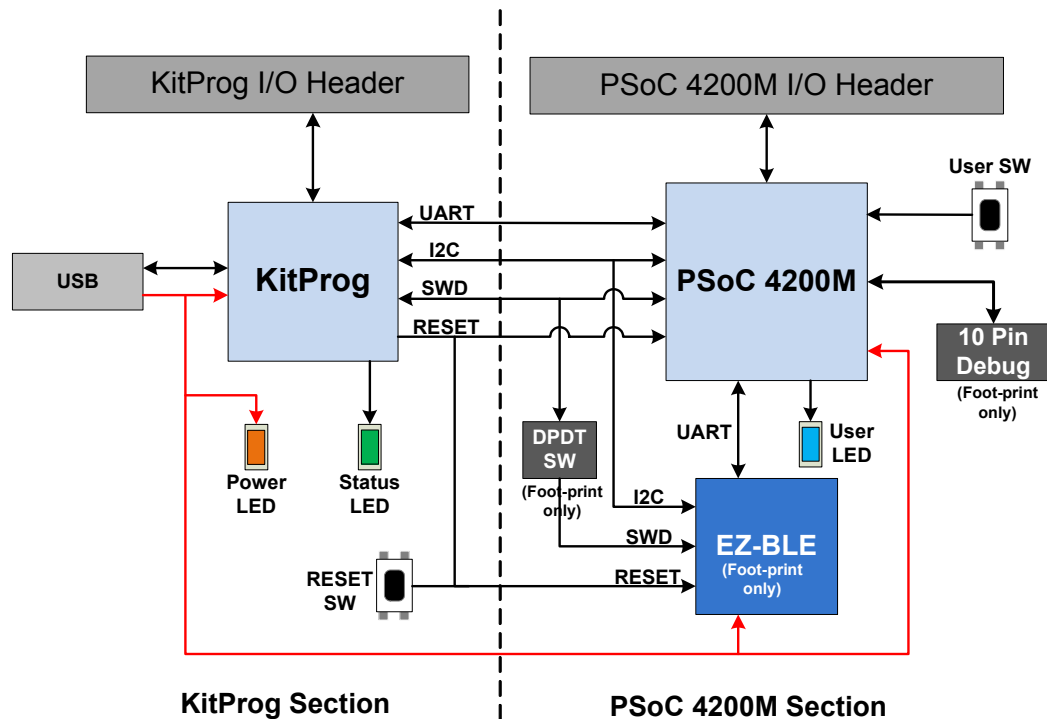 KitProg I/O Header
PSoC 4200M I/O Header
User SW
UART
I2C
SWD
RESET
USB
KitProg
PSoC 4200M
10 Pin
Debug
(Foot-print
only)
DPDT
SW
(Foot-print
only)
UART
User
LED
Power
LED
Status
LED
I2C
SWD
RESET
EZ-BLE
(Foot-print
only)
RESET
SW
KitProg Section
PSoC 4200M Section